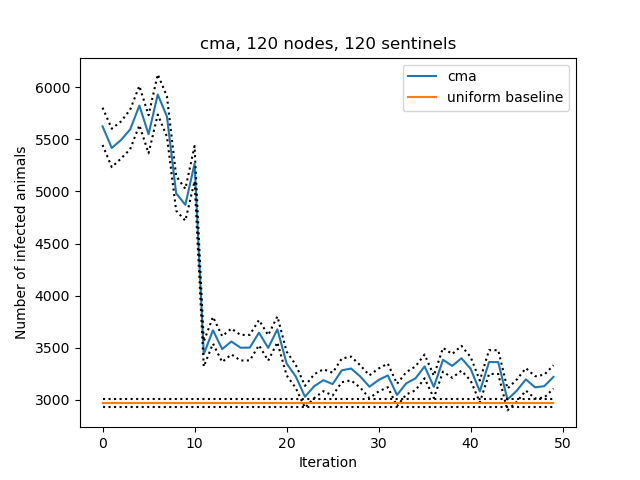 cma, 120 nodes, 120 sentinels
cma
uniform baseline
6000
5500
5000
4500
4000
3500
3000
Number of infected animals
0
10
20
30
40
50
Iteration